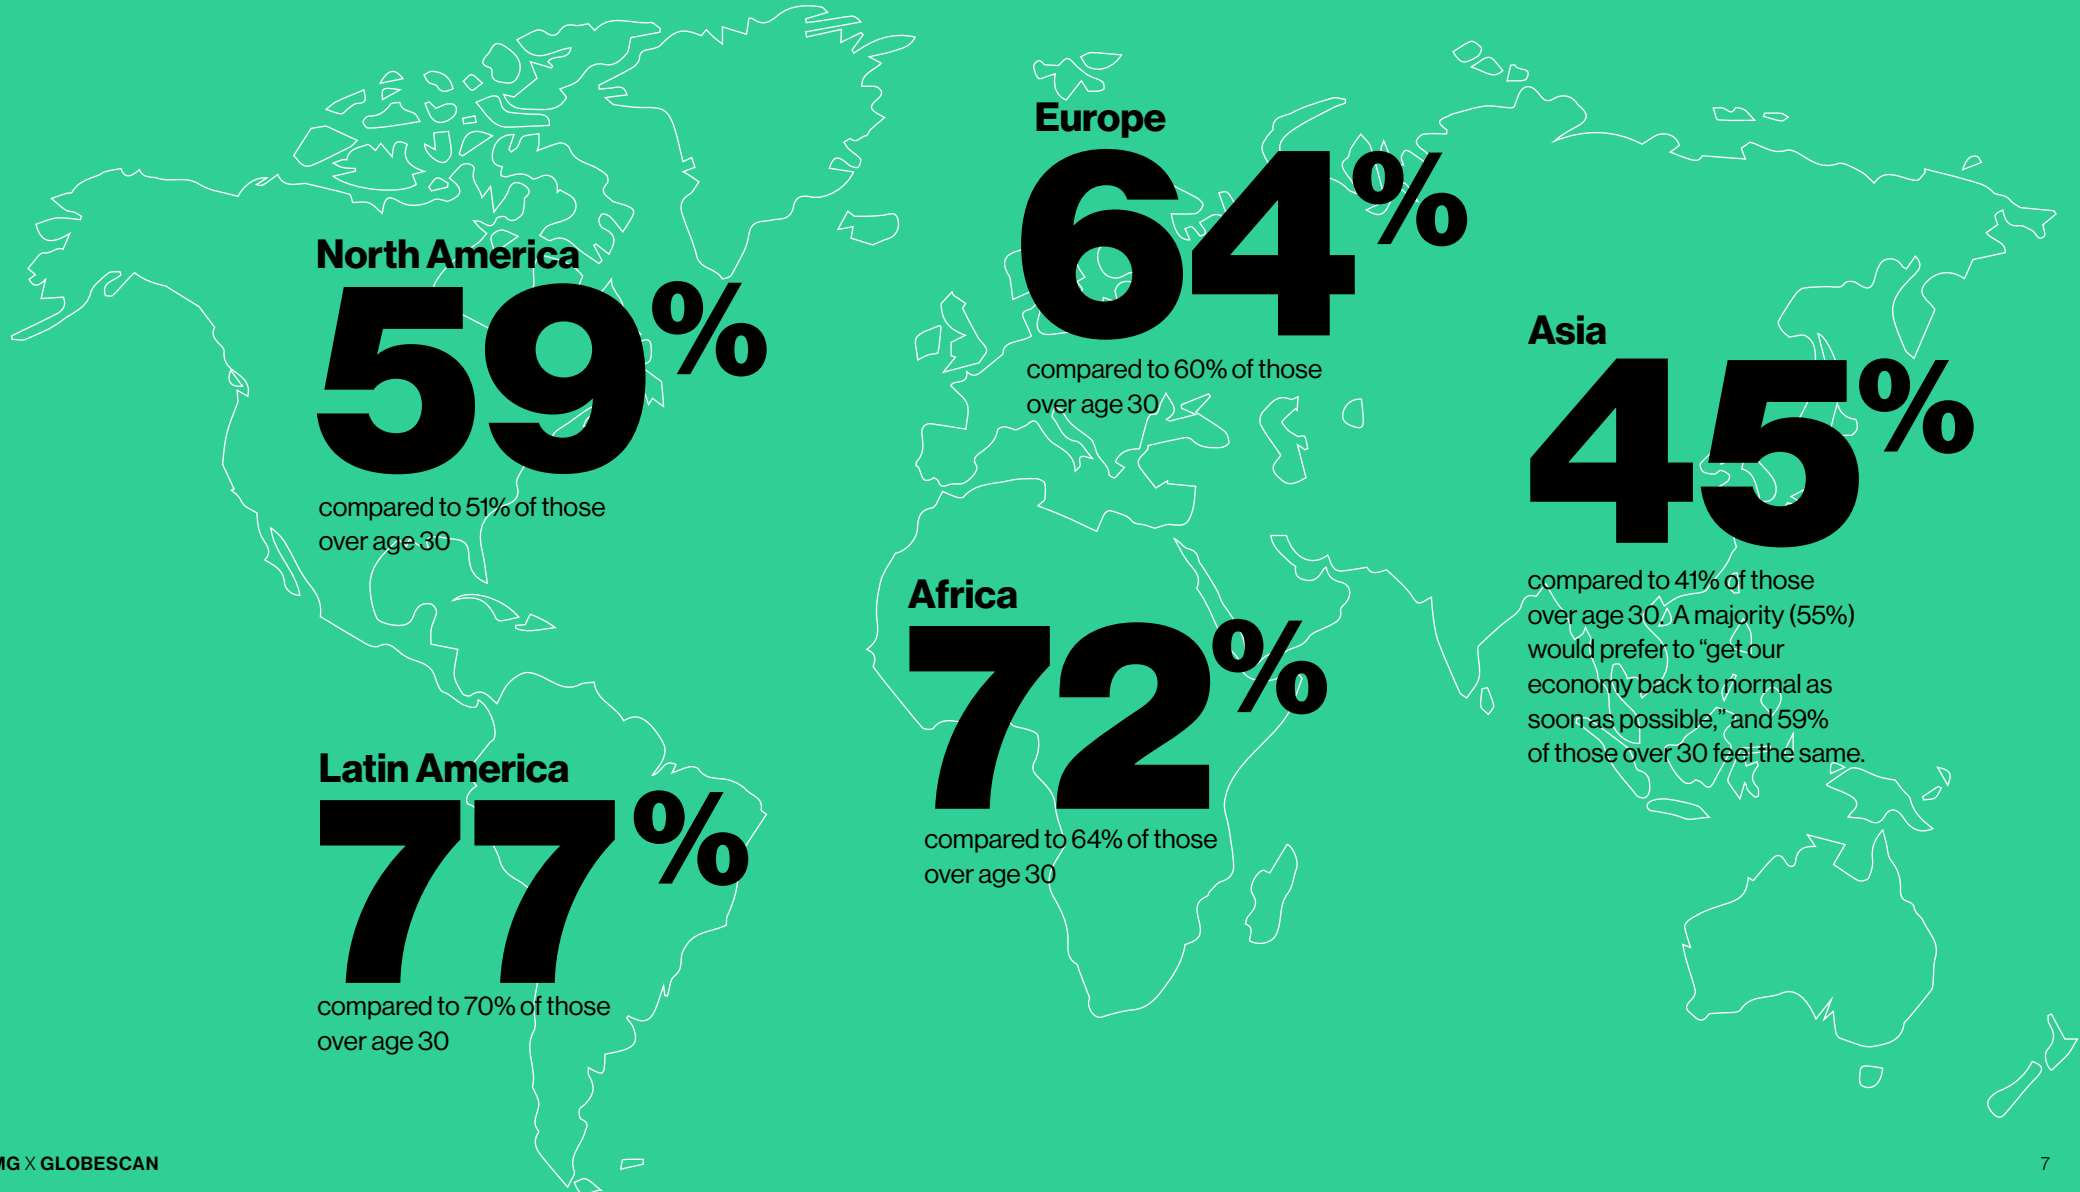 Europe
64%
compared to 60% of those
over age 30
North America
59%
compared to 51% of those
over age 30
Asia
45%
compared to 41% of those
over age 30. A majority (55%)
would prefer to “get our
economy back to normal as
soon as possible,” and 59%
of those over 30 feel the same.
Africa
72%
compared to 64% of those
over age 30
Latin America
77%
compared to 70% of those
over age 30
G X GLOBESCAN
7